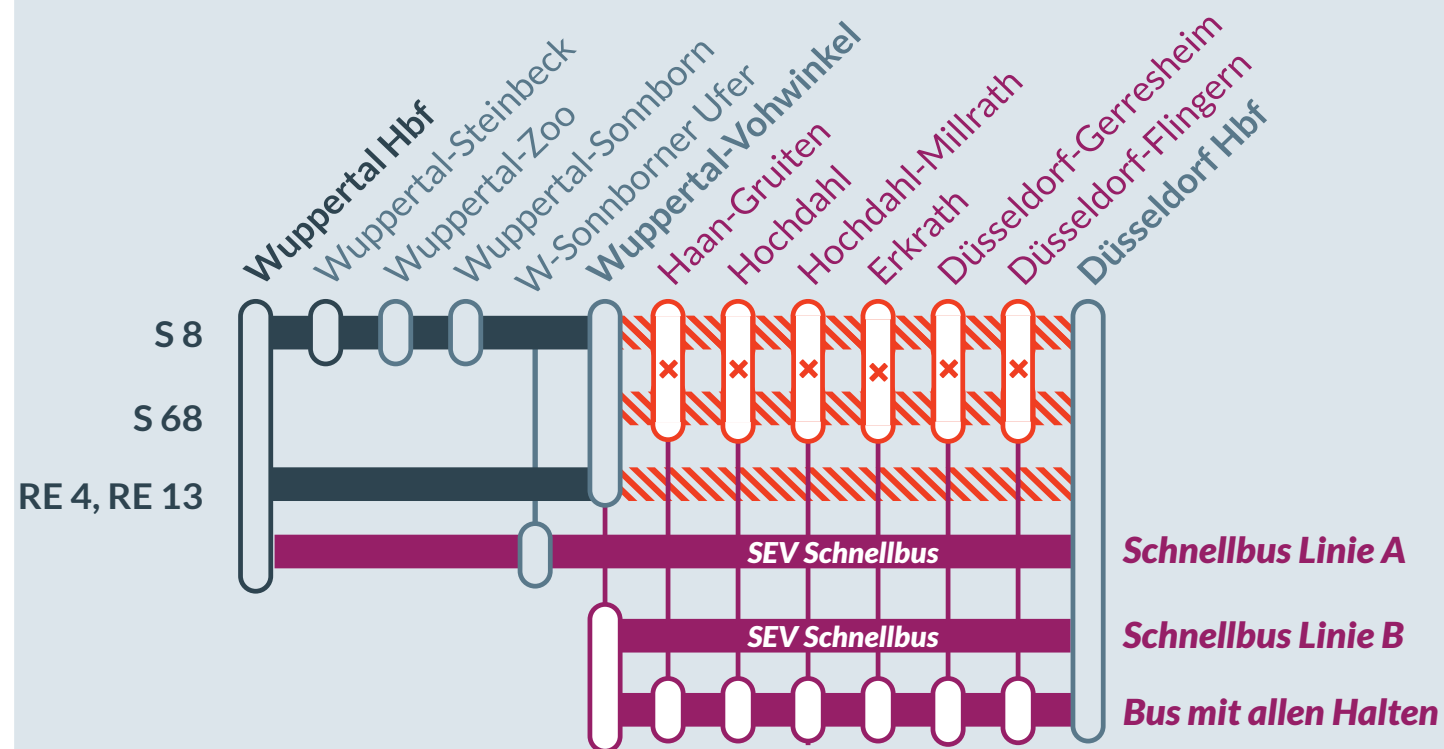 Wuppertal Hbf
Wuppertal-Steinbeck
Wuppertal-Zoo
Wuppertal-Sonnborn
W-Sonnborner Ufer
Wuppertal-Vohwinkel
Haan-Gruiten
Hochdahl
Hochdahl-Millrath
Erkrath
Düsseldorf-Gerresheim
Düsseldorf-Flingern
Düsseldorf Hbf
S 8
S 68
RE 4, RE 13
SEV Schnellbus
Schnellbus Linie A
SEV Schnellbus
Schnellbus Linie B
Bus mit allen Halten